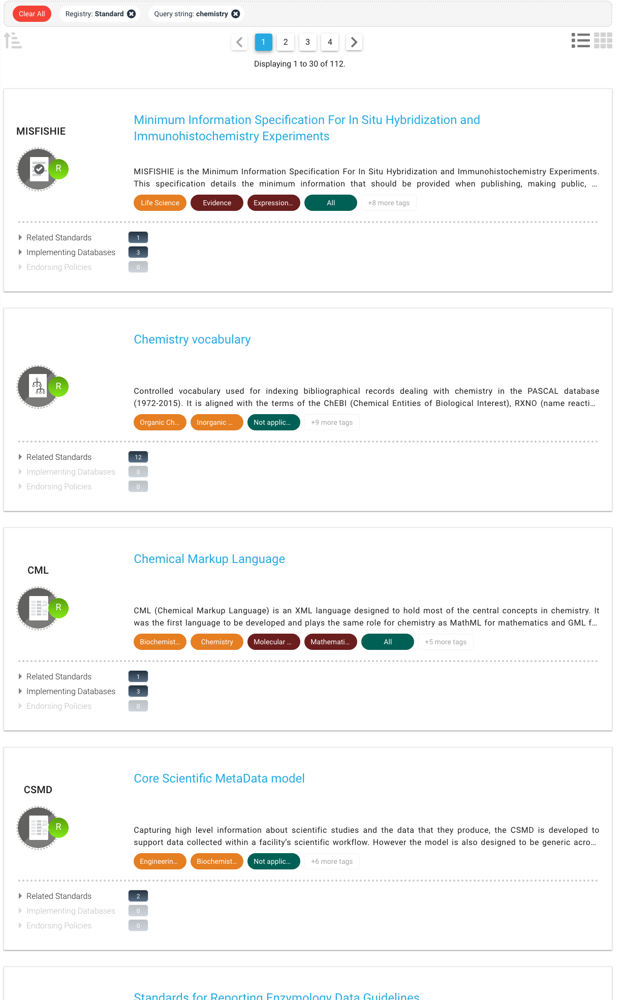 Clear All
Registry: Standard
Query string: chemistry
1 2 3 4
Displaying 1 to 30 of 112.
MISFISHIE
Minimum Information Specification For In Situ Hybridization and
Immunohistochemistry Experiments
R
MISFISHIE is the Minimum Information Specification For In Situ Hybridization and Immunohistochemistry Experiments.
This specification details the minimum information that should be provided when publishing, making public, …
Life Science Evidence Expression… All +8 more tags
Related Standards 1
Implementing Databases 3
Endorsing Policies 0
Chemistry vocabulary
R
Controlled vocabulary used for indexing bibliographical records dealing with chemistry in the PASCAL database
(1972-2015). It is aligned with the terms of the ChEBI (Chemical Entities of Biological Interest), RXNO (name reacti…
Organic Ch… Inorganic … Not applic… +9 more tags
Related Standards 12
Implementing Databases 0
Endorsing Policies 0
CML
Chemical Markup Language
R
CML (Chemical Markup Language) is an XML language designed to hold most of the central concepts in chemistry. It
was the first language to be developed and plays the same role for chemistry as MathML for mathematics and GML f…
Biochemist… Chemistry Molecular … Mathemati… All +5 more tags
Related Standards 1
Implementing Databases 3
Endorsing Policies 0
CSMD
Core Scientific MetaData model
R
Capturing high level information about scientific studies and the data that they produce, the CSMD is developed to
support data collected within a facility’s scientific workflow. However the model is also designed to be generic acro…
Engineerin… Biochemist… Not applic… +6 more tags
Related Standards 2
Implementing Databases 0
Endorsing Policies 0
Standards for Reporting Enzymology Data Guidelines